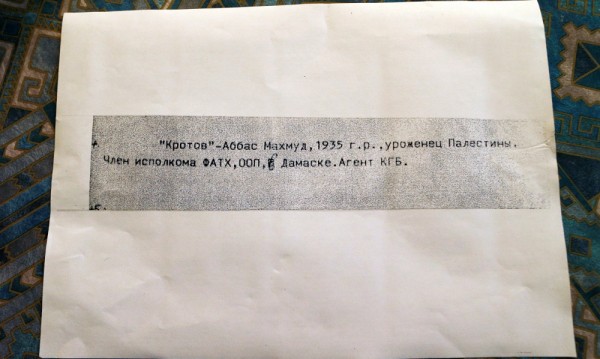 "Кротов"-Аббас Махмуд,1935 г.р.,уроженец Палестины.
Член исполкома ФАТХ,ООП,в Дамаске.Агент КГБ.